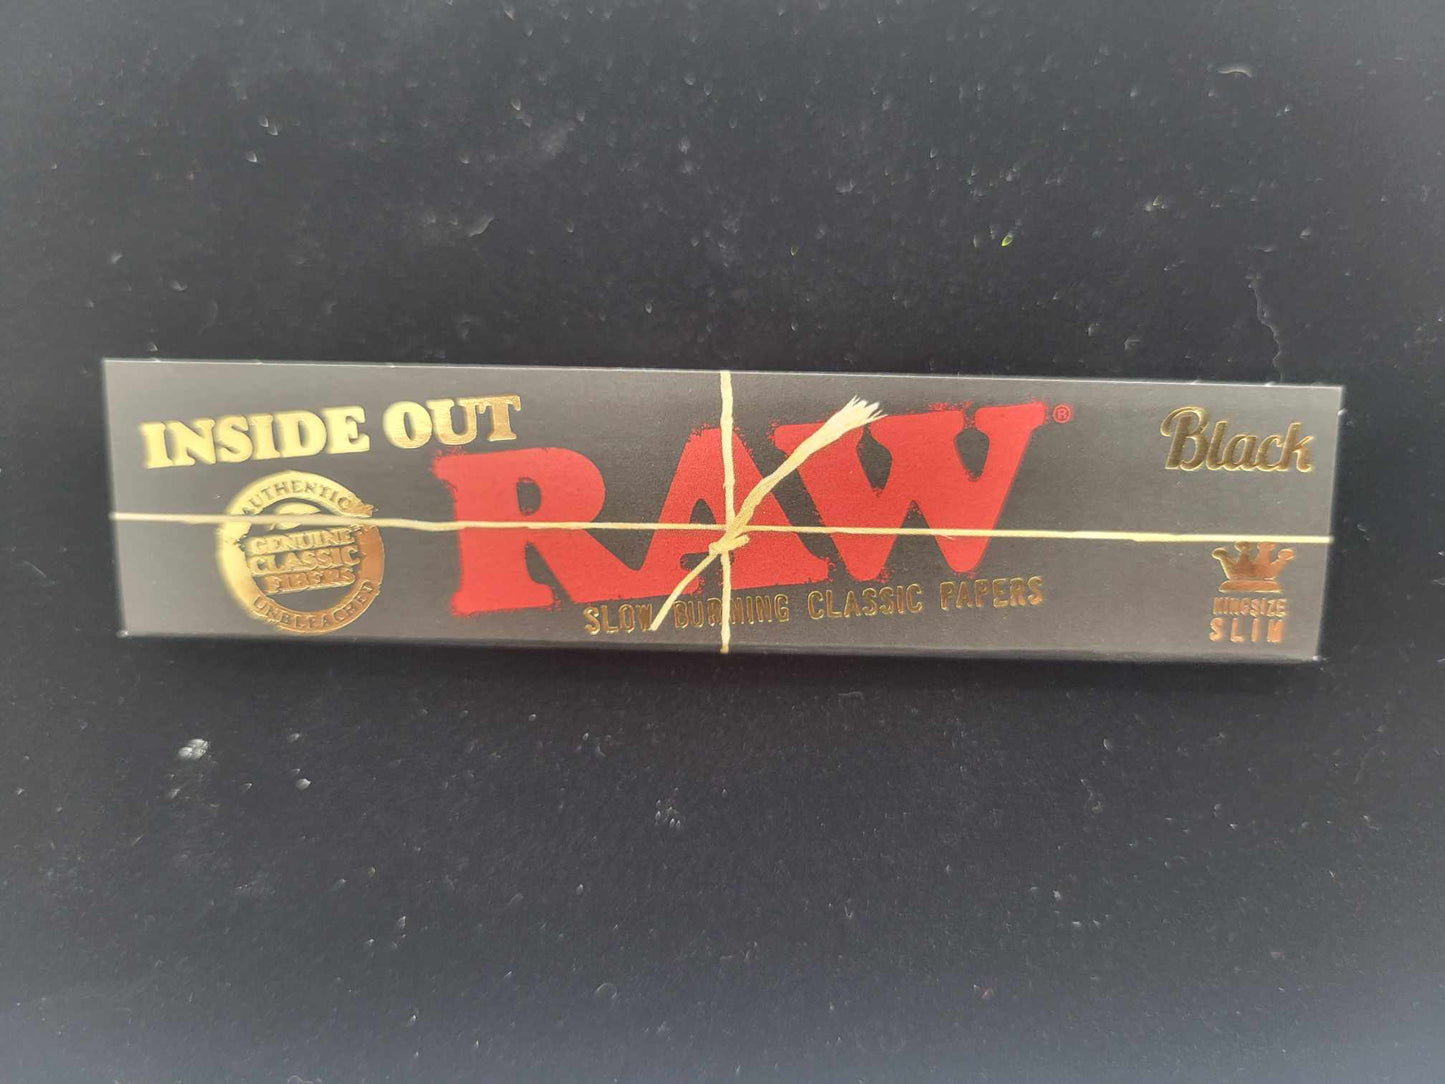 INSIDE OUT
RAW®
Black
AUTHENTIC
GENUINE
CLASSIC
FIBERS
UNBLEACHED
SLOW BURNING CLASSIC PAPERS
KINGSIZE
SLIM